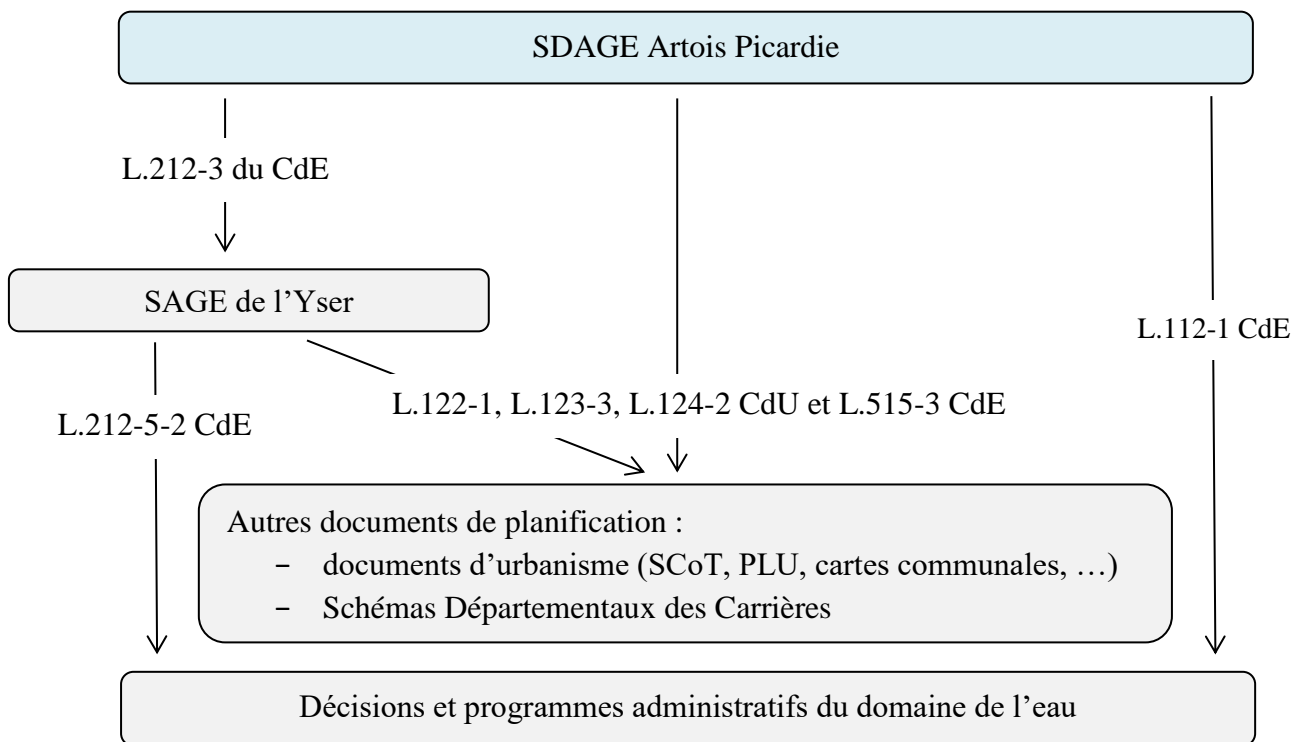 SDAGE Artois Picardie
L.212-3 du CdE
SAGE de l’Yser
L.112-1 CdE
L.122-1, L.123-3, L.124-2 CdU et L.515-3 CdE
L.212-5-2 CdE
Autres documents de planification :
- documents d’urbanisme (SCoT, PLU, cartes communales, …)
- Schémas Départementaux des Carrières
Décisions et programmes administratifs du domaine de l’eau